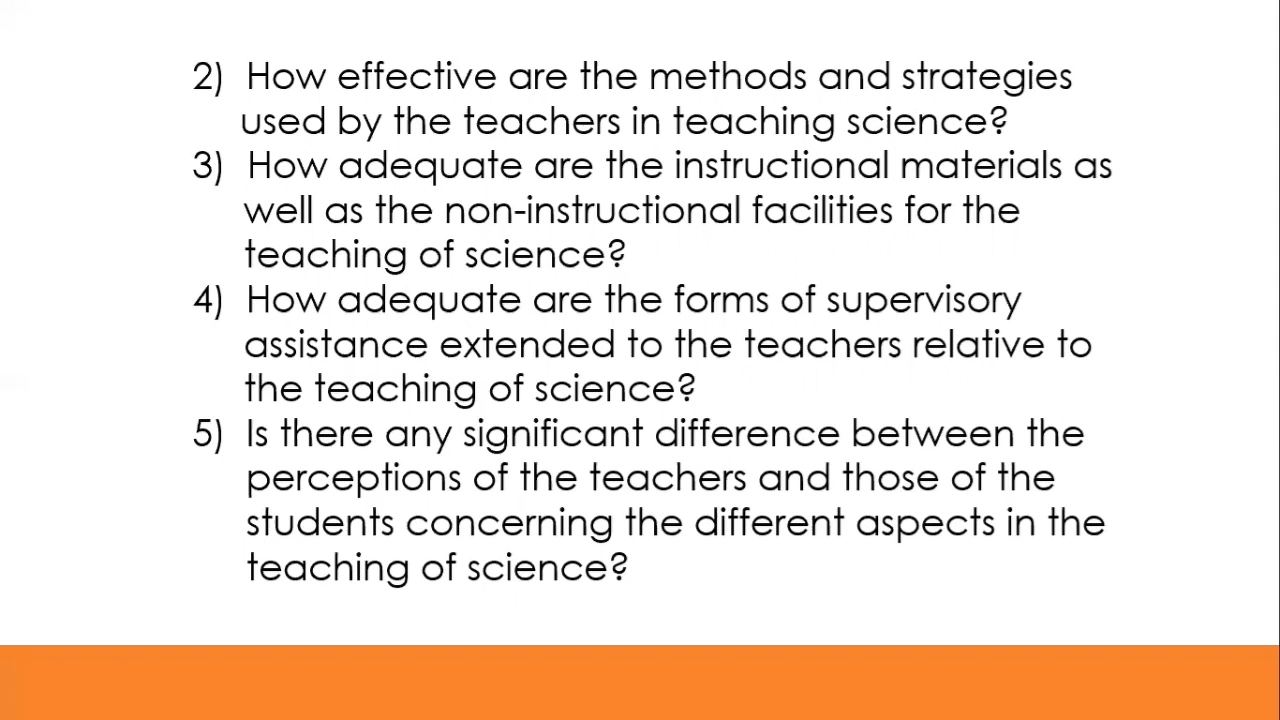 2) How effective are the methods and strategies
used by the teachers in teaching science?
3) How adequate are the instructional materials as
well as the non-instructional facilities for the
teaching of science?
4) How adequate are the forms of supervisory
assistance extended to the teachers relative to
the teaching of science?
5) Is there any significant difference between the
perceptions of the teachers and those of the
students concerning the different aspects in the
teaching of science?